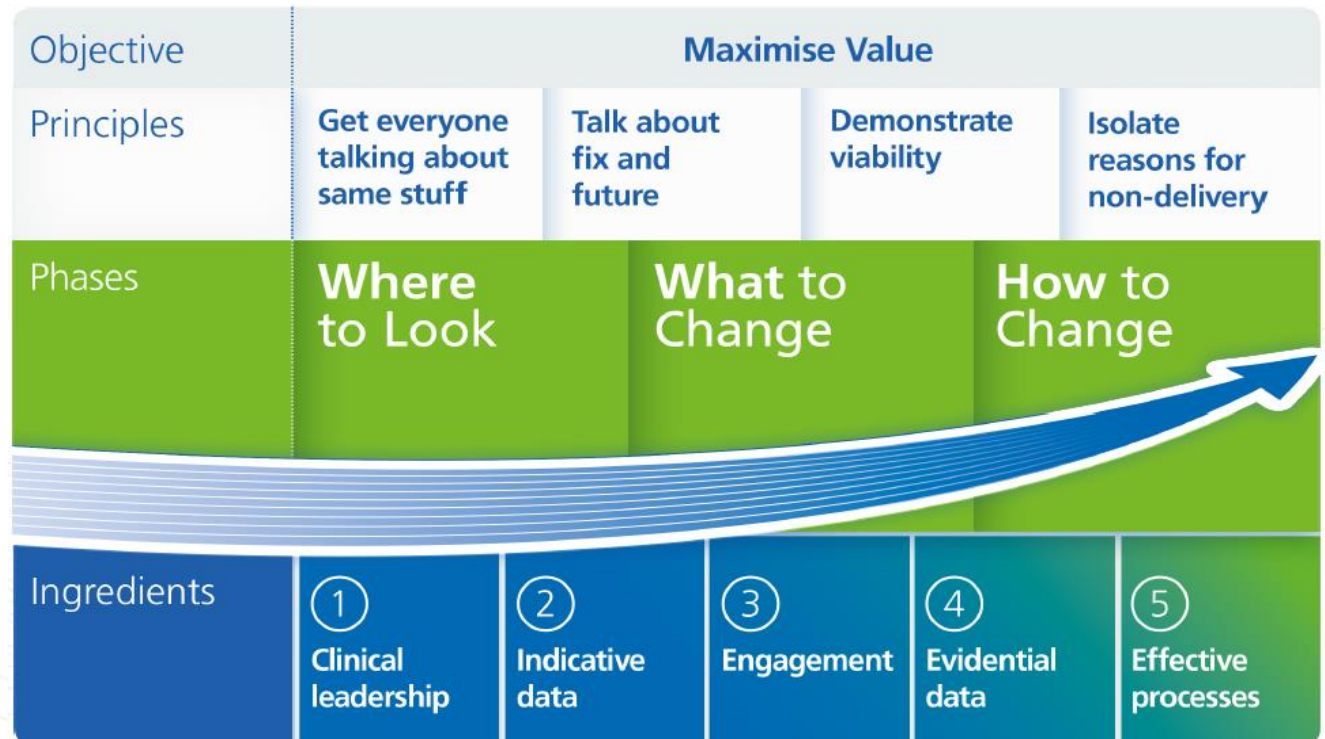 Objective
Maximise Value
Principles
Get everyone
talking about
same stuff
Talk about
fix and
future
Demonstrate
viability
Isolate
reasons for
non-delivery
Phases
Where
to Look
What to
Change
How to
Change
Ingredients
1
Clinical
leadership
2
Indicative
data
3
Engagement
4
Evidential
data
5
Effective
processes